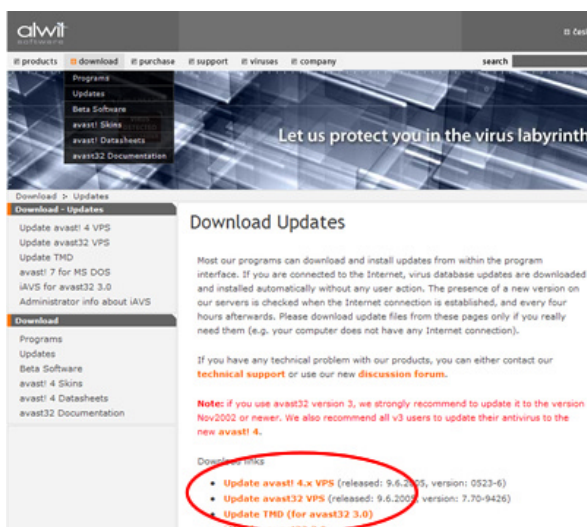 alwil
software
česk
products
download
purchase
support
viruses
company
search
Programs
Updates
Beta Software
avast! Skins
avast! Datasheets
avast32 Documentation
Let us protect you in the virus labyrinth
Download > Updates
Download - Updates
Update avast! 4 VPS
Update avast32 VPS
Update TMD
avast! 7 for MS DOS
iAVS for avast32 3.0
Administrator info about iAVS
Download
Programs
Updates
Beta Software
avast! 4 Skins
avast! 4 Datasheets
avast32 Documentation
Download Updates
Most our programs can download and install updates from within the program
interface. If you are connected to the Internet, virus database updates are downloaded
and installed automatically without any user action. The presence of a new version on
our servers is checked when the Internet connection is established, and every four
hours afterwards. Please download update files from these pages only if you really
need them (e.g. your computer does not have any Internet connection).
If you have any technical problem with our products, you can either contact our
technical support or use our new discussion forum.
Note: if you use avast32 version 3, we strongly recommend to update it to the version
Nov2002 or newer. We also recommend all v3 users to update their antivirus to the
new avast! 4.
Download links
Update avast! 4.x VPS (released: 9.6.2005, version: 0523-6)
Update avast32 VPS (released: 9.6.2005, version: 7.70-9426)
Update TMD (for avast32 3.0)